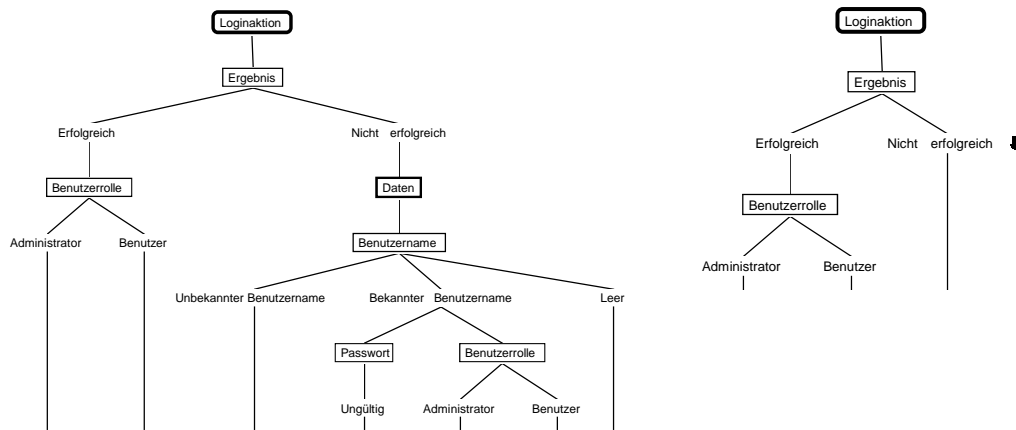 Loginaktion
Ergebnis
Erfolgreich
Nicht erfolgreich
Benutzerrolle
Daten
Administrator
Benutzer
Benutzername
Unbekannter Benutzername
Bekannter Benutzername
Leer
Passwort
Benutzerrolle
Ungültig
Administrator
Benutzer
Loginaktion
Ergebnis
Erfolgreich
Nicht erfolgreich
Benutzerrolle
Administrator
Benutzer